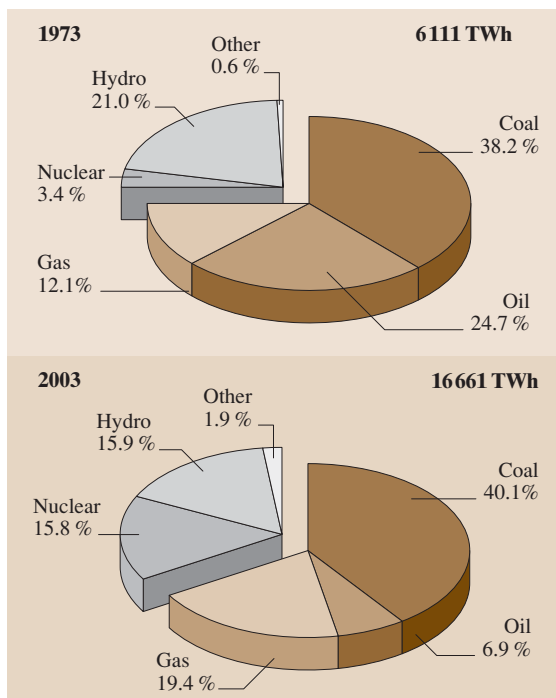 1973
6111 TWh
Other
0.6 %
Hydro
21.0 %
Coal
38.2 %
Nuclear
3.4 %
Gas
12.1%
Oil
24.7 %
2003
16661 TWh
Other
1.9 %
Hydro
15.9 %
Coal
40.1%
Nuclear
15.8 %
Oil
6.9 %
Gas
19.4 %